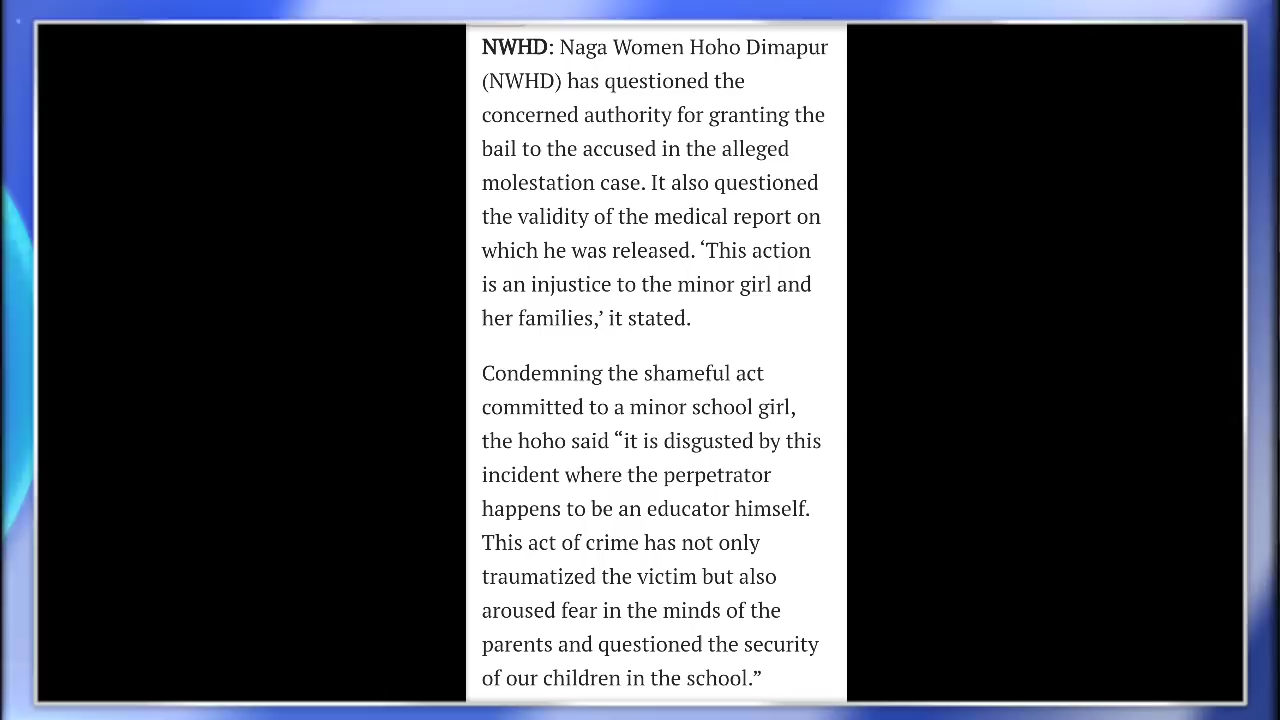 NWHD: Naga Women Hoho Dimapur
(NWHD) has questioned the
concerned authority for granting the
bail to the accused in the alleged
molestation case. It also questioned
the validity of the medical report on
which he was released. ‘This action
is an injustice to the minor girl and
her families,’ it stated.
Condemning the shameful act
committed to a minor school girl,
the hoho said “it is disgusted by this
incident where the perpetrator
happens to be an educator himself.
This act of crime has not only
traumatized the victim but also
aroused fear in the minds of the
parents and questioned the security
of our children in the school.”